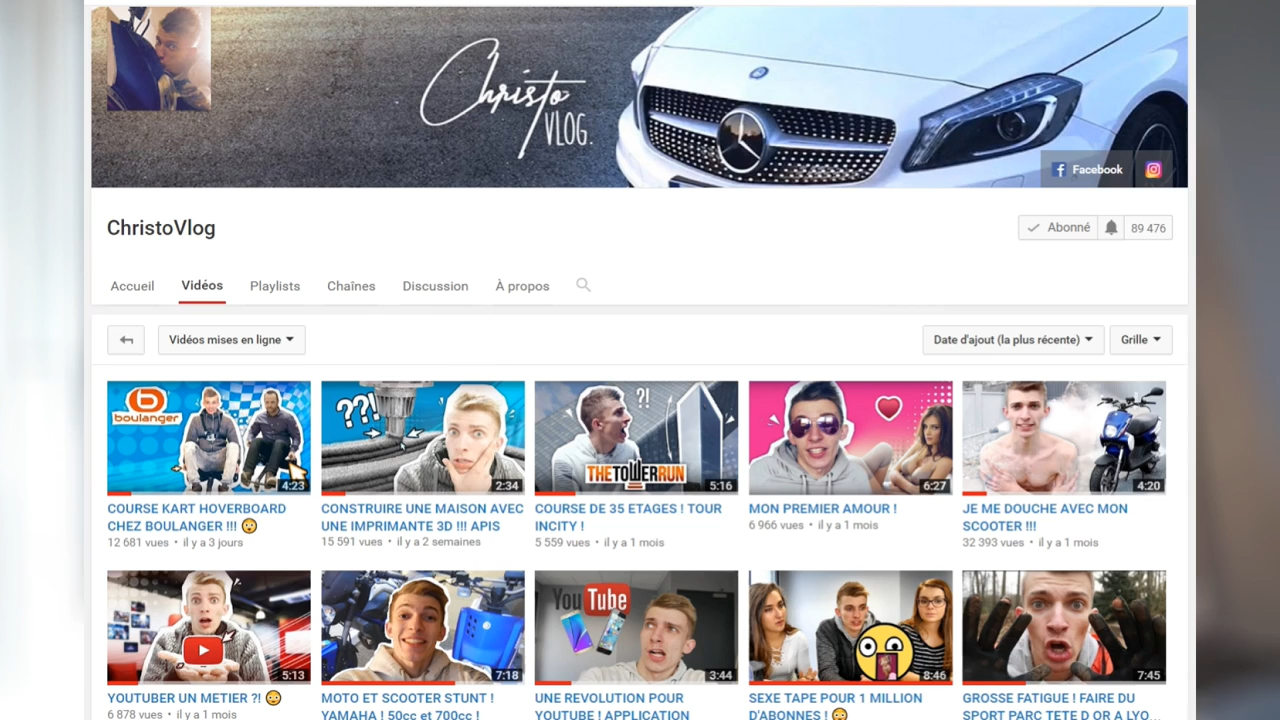 Christo
VLOG.
Facebook
ChristoVlog
Abonné 89 476
Accueil Vidéos Playlists Chaînes Discussion À propos
Vidéos mises en ligne Date d'ajout (la plus récente) Grille
b
boulanger
4:23
??!
2:34
?!
THE TOWER RUN
5:16
6:27
4:20
COURSE KART HOVERBOARD
CHEZ BOULANGER !!! 😳
12 681 vues • il y a 3 jours
CONSTRUIRE UNE MAISON AVEC
UNE IMPRIMANTE 3D !!! APIS
15 591 vues • il y a 2 semaines
COURSE DE 35 ETAGES ! TOUR
INCITY !
5 559 vues • il y a 1 mois
MON PREMIER AMOUR !
6 966 vues • il y a 1 mois
JE ME DOUCHE AVEC MON
SCOOTER !!!
32 393 vues • il y a 1 mois
5:13
7:18
You Tube
3:44
8:46
7:45
YOUTUBER UN METIER ?! 😳
6 878 vues • il y a 1 mois
MOTO ET SCOOTER STUNT !
YAMAHA ! 50cc et 700cc !
UNE REVOLUTION POUR
YOUTUBE ! APPLICATION
SEXE TAPE POUR 1 MILLION
D'ABONNES ! 😳
GROSSE FATIGUE ! FAIRE DU
SPORT PARC TETE D OR A LYO...